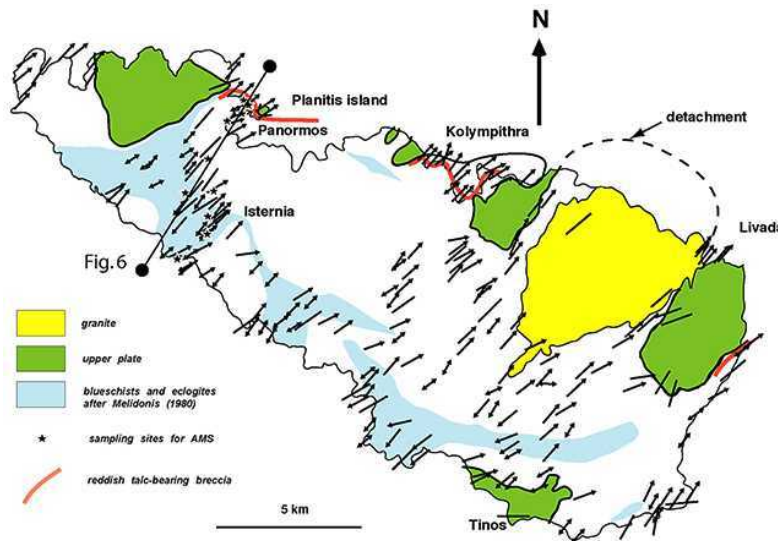 N
Planitis island
Panormos
Kolympithra
detachment
Livada
Isternia
Fig.6
granite
upper plate
blueschists and eclogites
after Melidonis (1980)
sampling sites for AMS
reddish talc-bearing breccia
5 km
Tinos